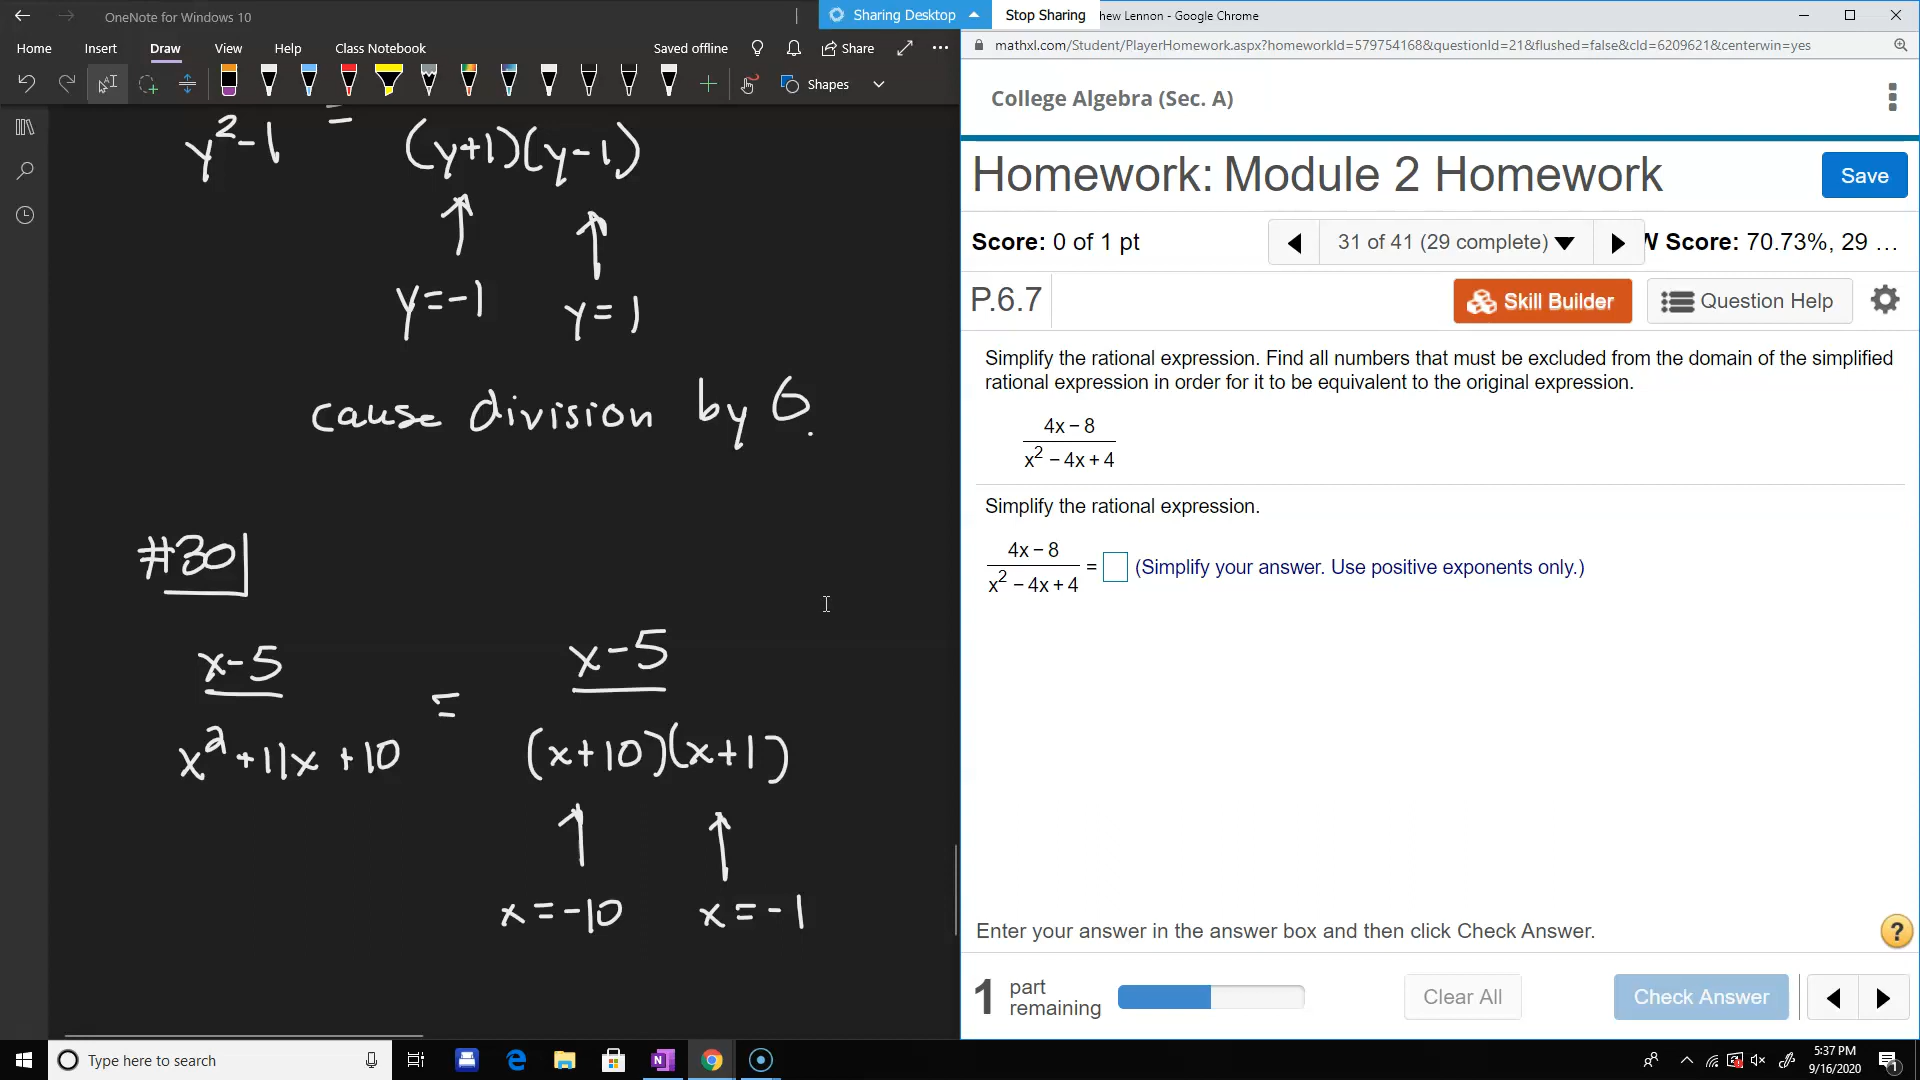 OneNote for Windows 10
Sharing Desktop
Stop Sharing
hew Lennon - Google Chrome
Home
Insert
Draw
View
Help
Class Notebook
Saved offline
Share
mathxl.com/Student/PlayerHomework.aspx?homeworkId=579754168&questionId=21&flushed=false&cId=6209621&centerwin=yes
Shapes
College Algebra (Sec. A)
Homework: Module 2 Homework
Save
Score: 0 of 1 pt
31 of 41 (29 complete)
W Score: 70.73%, 29 ...
P.6.7
Skill Builder
Question Help
Simplify the rational expression. Find all numbers that must be excluded from the domain of the simplified
rational expression in order for it to be equivalent to the original expression.
4x − 8
x² − 4x + 4
Simplify the rational expression.
4x − 8
x² − 4x + 4
= (Simplify your answer. Use positive exponents only.)
Enter your answer in the answer box and then click Check Answer.
?
1 part
remaining
Clear All
Check Answer
y²-1 = (y+1)(y-1)
y=-1 y=1
cause division by 0.
#30
x-5 = x-5
x²+11x+10 (x+10)(x+1)
x=-10 x=-1
Type here to search
5:37 PM
9/16/2020
1